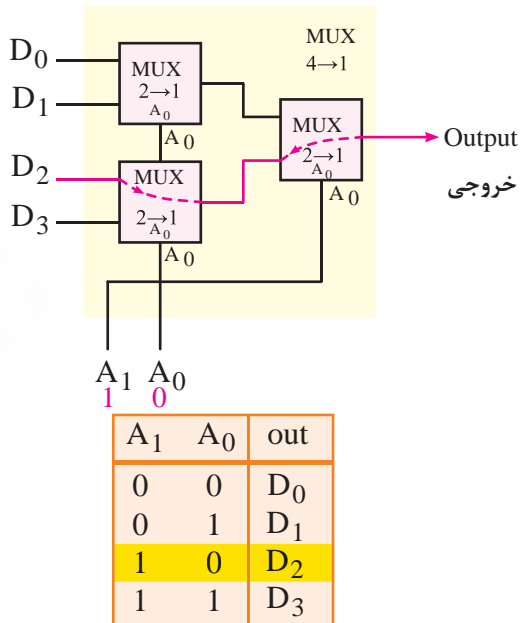 MUX
4→1
D0
D1
MUX
2→1
A0
A0
MUX
2→1
A0
A0
Output
خروجی
D2
D3
MUX
2→1
A0
A0
A1 A0
1 0
A1 A0 out
0 0 D0
0 1 D1
1 0 D2
1 1 D3